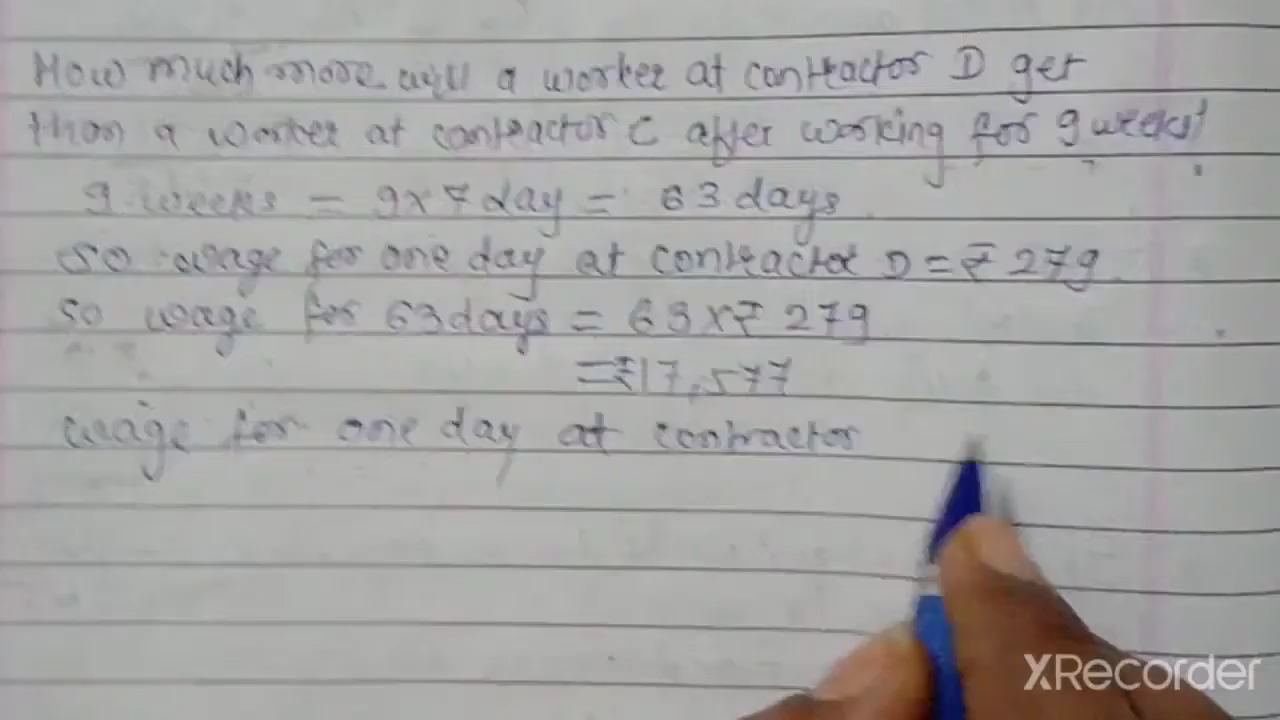 How much more will a worker at contractor D get
than a worker at contractor C after working for 9 weeks?
9 weeks = 9x7 day = 63 days
So wage for one day at contractor D = ₹ 279
So wage for 63 days = 63 x ₹ 279
= ₹17,577
wage for one day at contractor
XRecorder